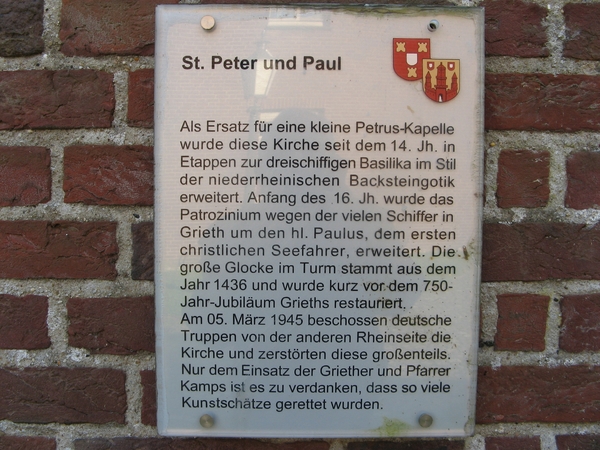 St. Peter und Paul
Als Ersatz für eine kleine Petrus-Kapelle
wurde diese Kirche seit dem 14. Jh. in
Etappen zur dreischiffigen Basilika im Stil
der niederrheinischen Backsteingotik
erweitert. Anfang des 16. Jh. wurde das
Patrozinium wegen der vielen Schiffer in
Grieth um den hl. Paulus, dem ersten
christlichen Seefahrer, erweitert. Die
große Glocke im Turm stammt aus dem
Jahr 1436 und wurde kurz vor dem 750-
Jahr-Jubiläum Grieths restauriert.
Am 05. März 1945 beschossen deutsche
Truppen von der anderen Rheinseite die
Kirche und zerstörten diese großenteils.
Nur dem Einsatz der Griether und Pfarrer
Kamps ist es zu verdanken, dass so viele
Kunstschätze gerettet wurden.